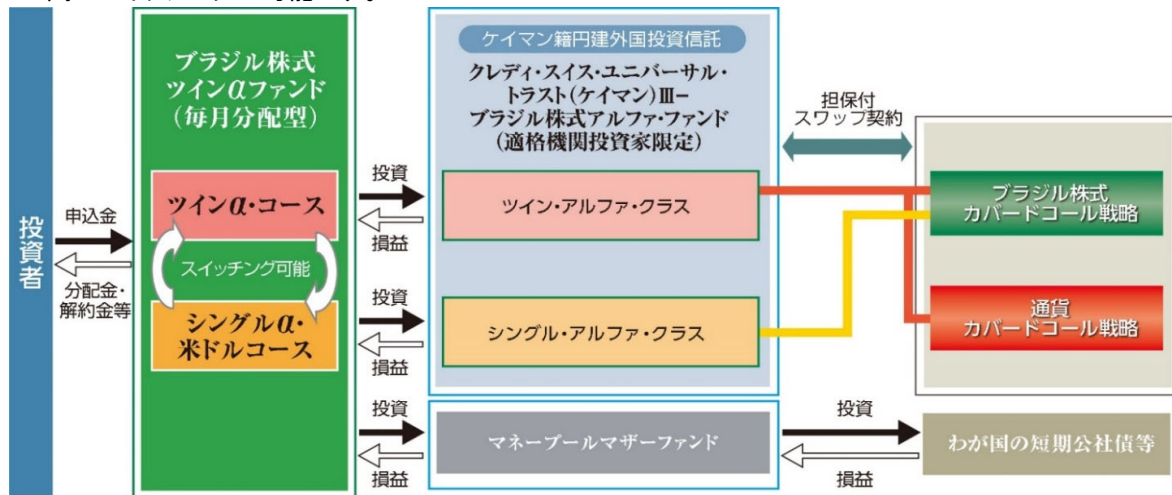 投資者
申込金
分配金・
解約金等
ブラジル株式
ツインαファンド
(毎月分配型)
ツインα・コース
スイッチング可能
シングルα・
米ドルコース
投資
損益
投資
損益
投資
損益
ケイマン籍円建外国投資信託
クレディ・スイス・ユニバーサル・
トラスト(ケイマン)Ⅲ−
ブラジル株式アルファ・ファンド
(適格機関投資家限定)
ツイン・アルファ・クラス
シングル・アルファ・クラス
マネープールマザーファンド
担保付
スワップ契約
投資
損益
ブラジル株式
カバードコール戦略
通貨
カバードコール戦略
わが国の短期公社債等